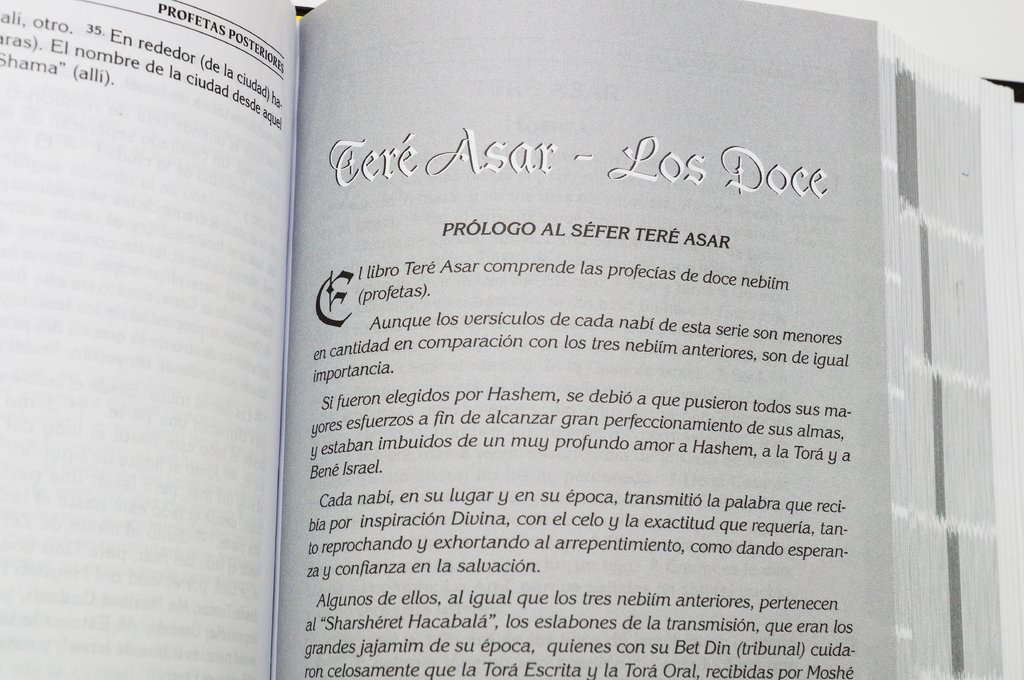 PROFETAS POSTERIORES
alí, otro. 35. En rededor (de la ciudad) ha-
aras). El nombre de la ciudad desde aquel
Shama" (allí).
Teré Asar - Los Doce
PRÓLOGO AL SÉFER TERÉ ASAR
El libro Teré Asar comprende las profecías de doce nebiím
(profetas).
Aunque los versículos de cada nabí de esta serie son menores
en cantidad en comparación con los tres nebiím anteriores, son de igual
importancia.
Si fueron elegidos por Hashem, se debió a que pusieron todos sus ma-
yores esfuerzos a fin de alcanzar gran perfeccionamiento de sus almas,
y estaban imbuidos de un muy profundo amor a Hashem, a la Torá y a
Bené Israel.
Cada nabí, en su lugar y en su época, transmitió la palabra que reci-
bía por inspiración Divina, con el celo y la exactitud que requería, tan-
to reprochando y exhortando al arrepentimiento, como dando esperan-
za y confianza en la salvación.
Algunos de ellos, al igual que los tres nebiím anteriores, pertenecen
al "Sharshéret Hacabalá", los eslabones de la transmisión, que eran los
grandes jajamim de su época, quienes con su Bet Din (tribunal) cuida-
ron celosamente que la Torá Escrita y la Torá Oral, recibidas por Moshé